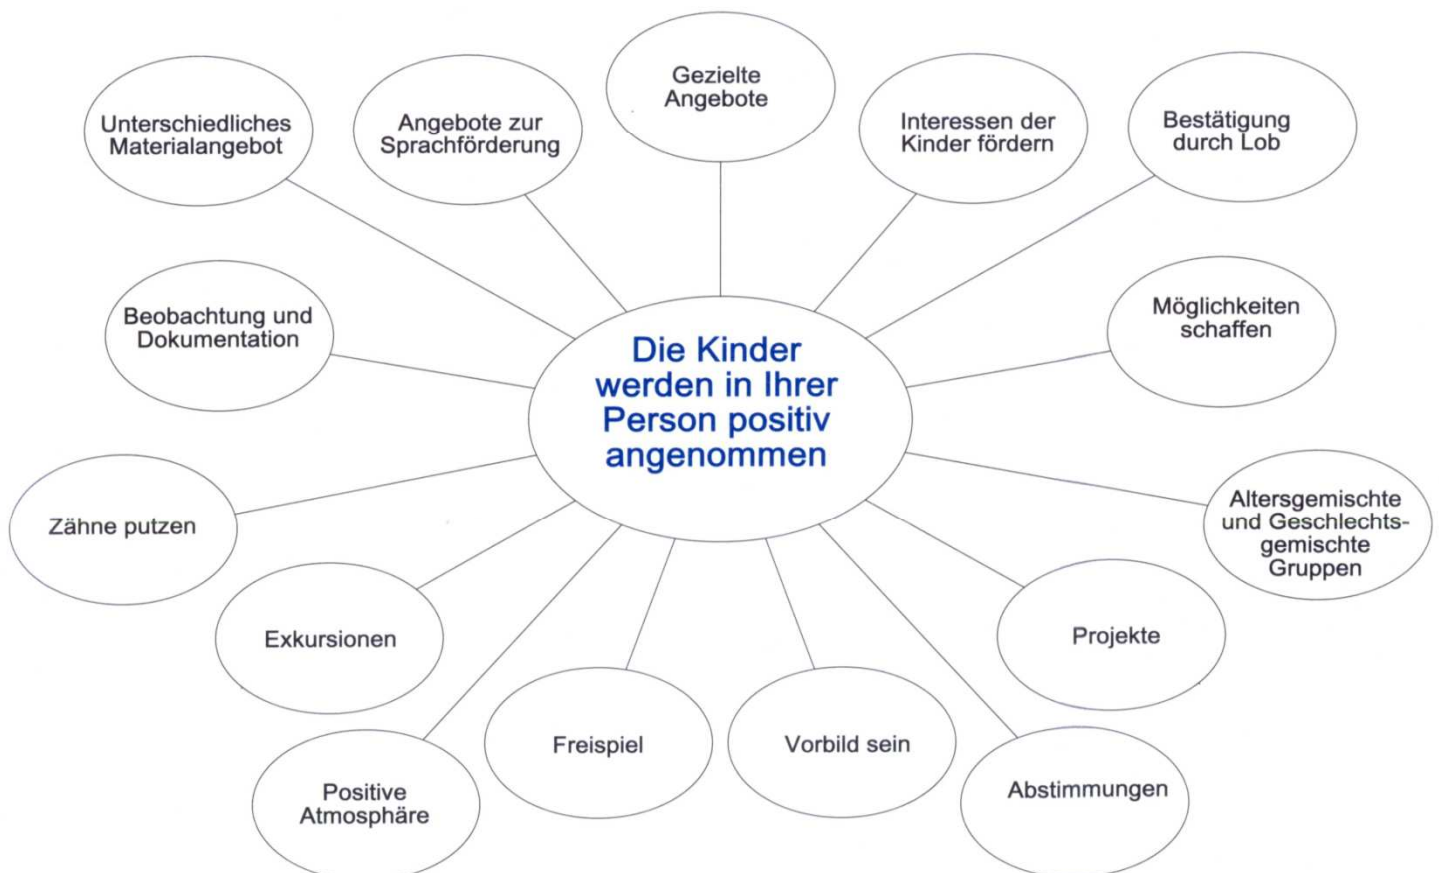 Gezielte
Angebote
Unterschiedliches
Materialangebot
Angebote zur
Sprachförderung
Interessen der
Kinder fördern
Bestätigung
durch Lob
Beobachtung und
Dokumentation
Möglichkeiten
schaffen
Die Kinder
werden in Ihrer
Person positiv
angenommen
Zähne putzen
Altersgemischte
und Geschlechts-
gemischte
Gruppen
Exkursionen
Projekte
Positive
Atmosphäre
Freispiel
Vorbild sein
Abstimmungen